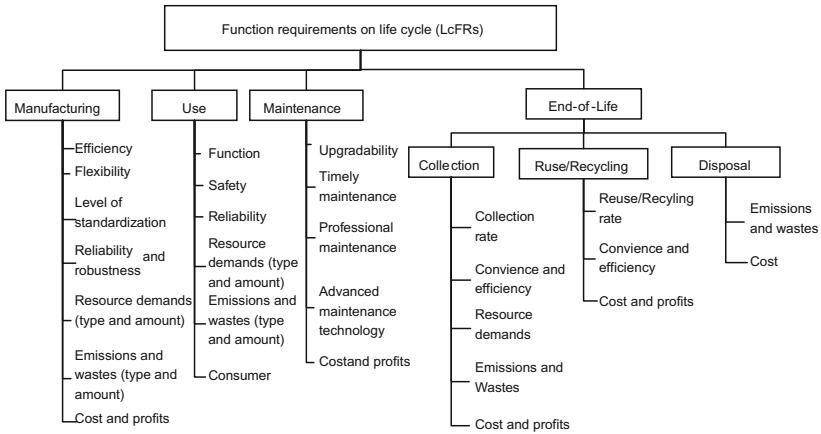 Function requirements on life cycle (LcFRs)
Manufacturing
Efficiency
Flexibility
Level of
standardization
Reliability and
robustness
Resource demands
(type and amount)
Emissions and
wastes (type and
amount)
Cost and profits
Use
Function
Safety
Reliability
Resource
demands (type
and amount)
Emissions and
wastes (type
and amount)
Consumer
Maintenance
Upgradability
Timely
maintenance
Professional
maintenance
Advanced
maintenance
technology
Costand profits
End-of-Life
Collection
Collection
rate
Convience and
efficiency
Resource
demands
Emissions and
Wastes
Cost and profits
Ruse/Recycling
Reuse/Recyling
rate
Convience and
efficiency
Cost and profits
Disposal
Emissions
and wastes
Cost